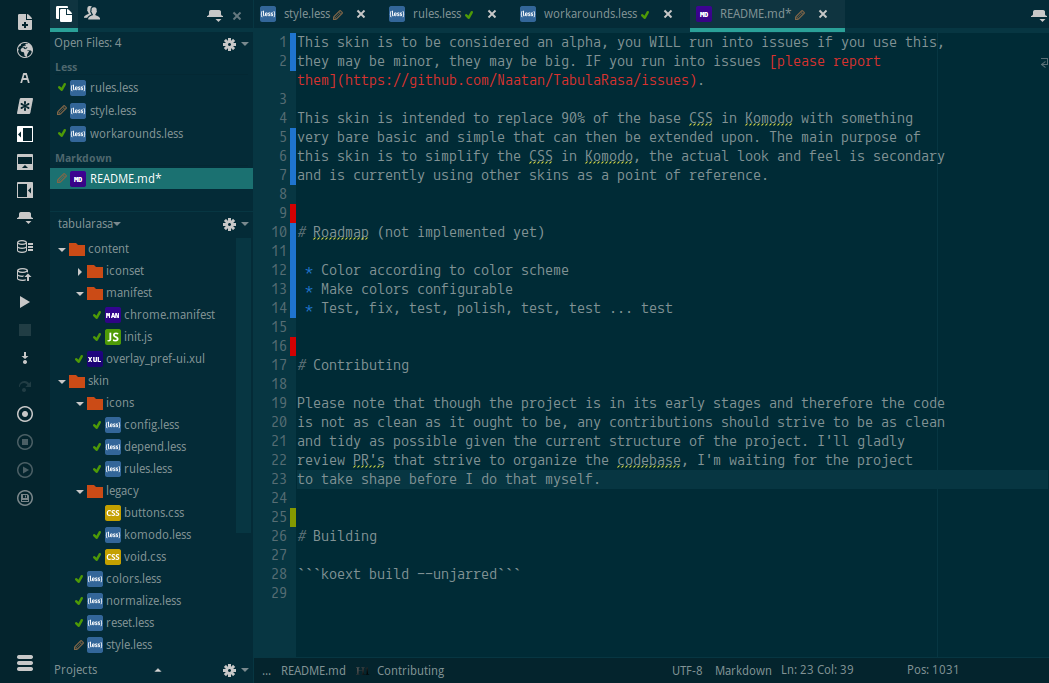 style.less
rules.less
workarounds.less
MD README.md*
Open Files: 4
Less
{less} rules.less
{less} style.less
{less} workarounds.less
Markdown
MD README.md*
tabularasa
content
iconset
manifest
MAN chrome.manifest
JS init.js
XUL overlay_pref-ui.xul
skin
icons
{less} config.less
{less} depend.less
{less} rules.less
legacy
CSS buttons.css
{less} komodo.less
CSS void.css
{less} colors.less
{less} normalize.less
{less} reset.less
{less} style.less
Projects
1 This skin is to be considered an alpha, you WILL run into issues if you use this,
2 they may be minor, they may be big. IF you run into issues [please report
them](https://github.com/Naatan/TabulaRasa/issues).
3
4 This skin is intended to replace 90% of the base CSS in Komodo with something
5 very bare basic and simple that can then be extended upon. The main purpose of
6 this skin is to simplify the CSS in Komodo, the actual look and feel is secondary
7 and is currently using other skins as a point of reference.
8
9
10 # Roadmap (not implemented yet)
11
12 * Color according to color scheme
13 * Make colors configurable
14 * Test, fix, test, polish, test, test ... test
15
16
17 # Contributing
18
19 Please note that though the project is in its early stages and therefore the code
20 is not as clean as it ought to be, any contributions should strive to be as clean
21 and tidy as possible given the current structure of the project. I'll gladly
22 review PR's that strive to organize the codebase, I'm waiting for the project
23 to take shape before I do that myself.
24
25
26 # Building
27
28 ```koext build --unjarred```
29
... README.md Contributing UTF-8 Markdown Ln: 23 Col: 39 Pos: 1031